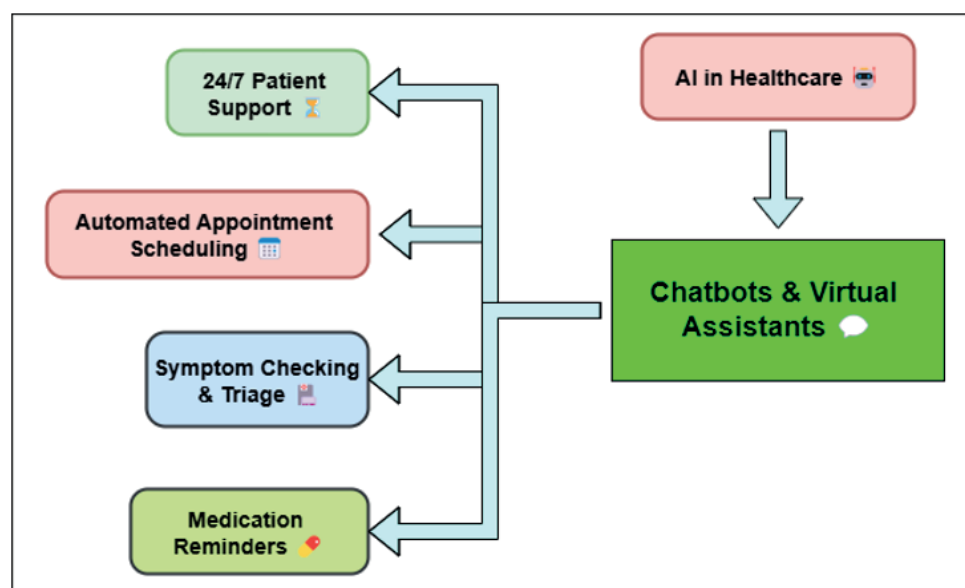 24/7 Patient
Support ⏳
AI in Healthcare 🤖
Automated Appointment
Scheduling 📅
Chatbots & Virtual
Assistants 💬
Symptom Checking
& Triage 🏥
Medication
Reminders 💊